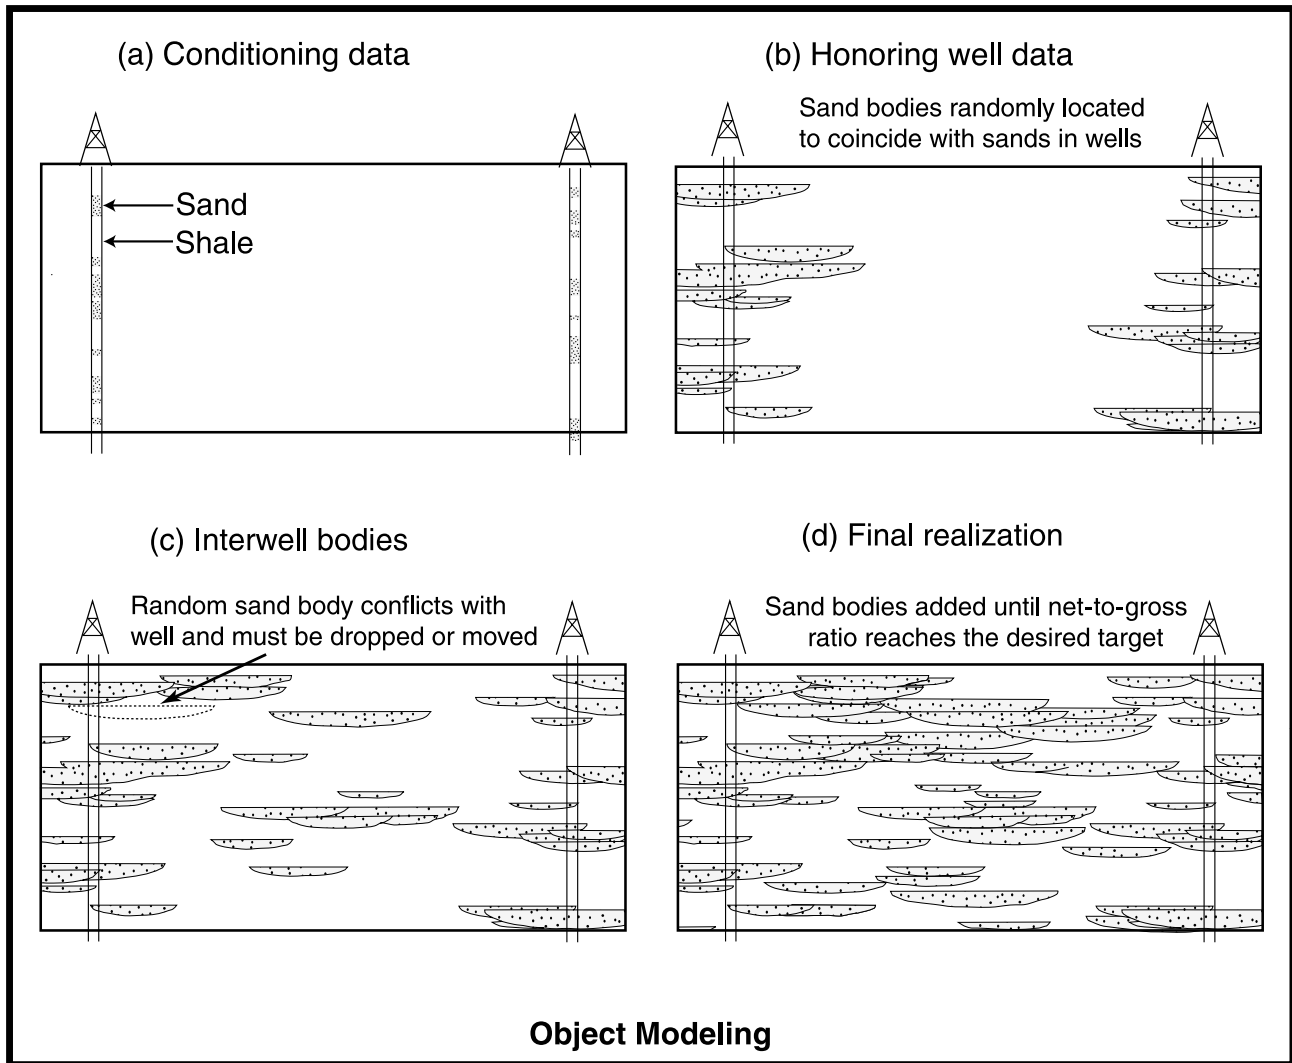 (a) Conditioning data
Sand
Shale
(b) Honoring well data
Sand bodies randomly located
to coincide with sands in wells
(c) Interwell bodies
Random sand body conflicts with
well and must be dropped or moved
(d) Final realization
Sand bodies added until net-to-gross
ratio reaches the desired target
Object Modeling